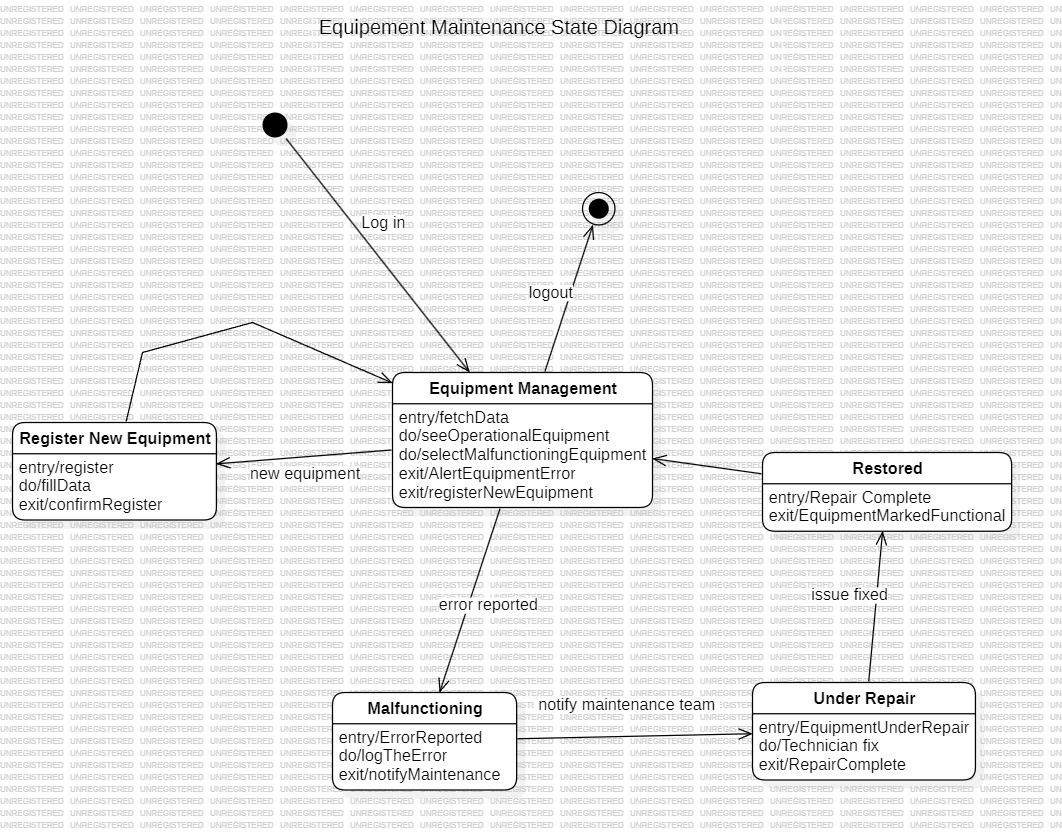 Equipement Maintenance State Diagram
Log in
logout
Equipment Management
entry/fetchData
do/seeOperationalEquipment
do/selectMalfunctioningEquipment
exit/AlertEquipmentError
exit/registerNewEquipment
Register New Equipment
entry/register
do/fillData
exit/confirmRegister
new equipment
Restored
entry/Repair Complete
exit/EquipmentMarkedFunctional
error reported
issue fixed
Malfunctioning
entry/ErrorReported
do/logTheError
exit/notifyMaintenance
notify maintenance team
Under Repair
entry/EquipmentUnderRepair
do/Technician fix
exit/RepairComplete
UNREGISTERED